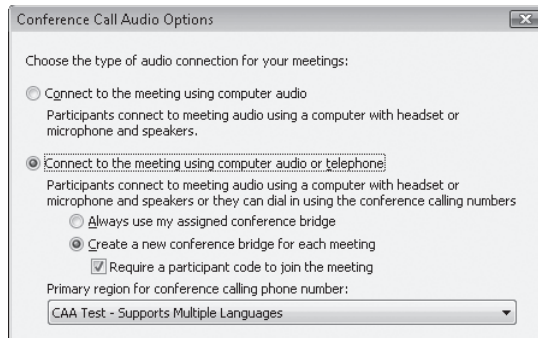 Conference Call Audio Options
Choose the type of audio connection for your meetings:
Connect to the meeting using computer audio
Participants connect to meeting audio using a computer with headset or
microphone and speakers.
Connect to the meeting using computer audio or telephone
Participants connect to meeting audio using a computer with headset or
microphone and speakers or they can dial in using the conference calling numbers
Always use my assigned conference bridge
Create a new conference bridge for each meeting
Require a participant code to join the meeting
Primary region for conference calling phone number:
CAA Test - Supports Multiple Languages